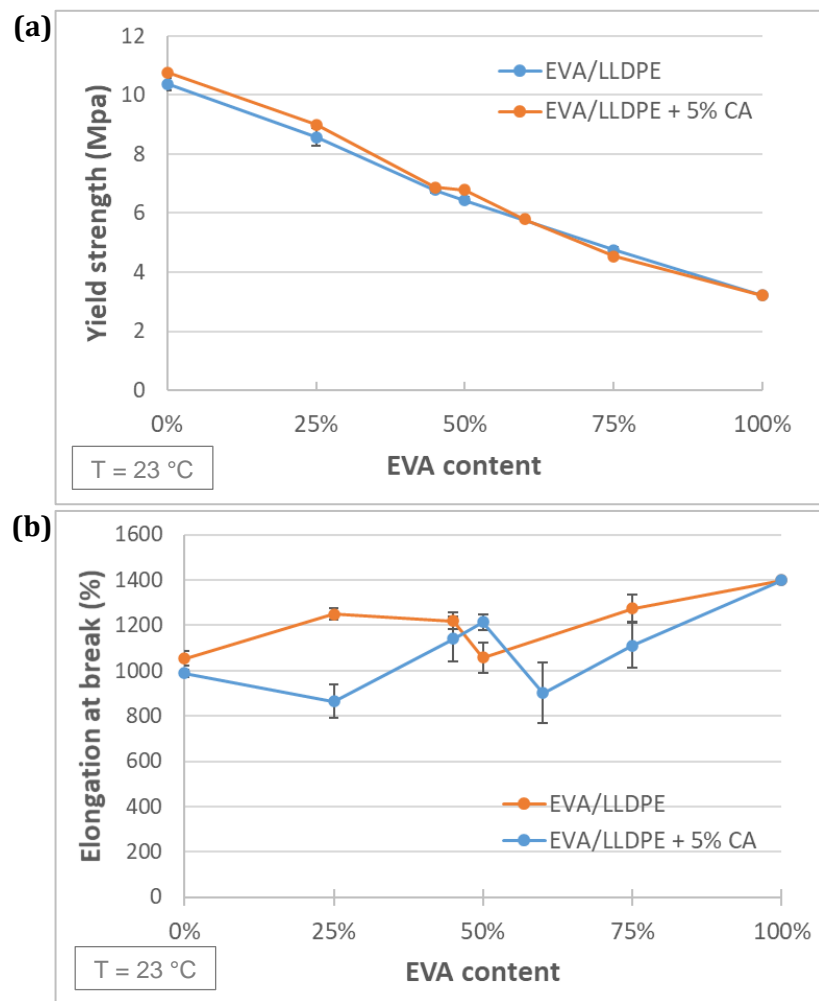 (a)
12
10
8
6
4
2
0
Yield strength (Mpa)
EVA/LLDPE
EVA/LLDPE + 5% CA
0% 25% 50% 75% 100%
EVA content
T = 23 °C
(b)
1600
1400
1200
1000
800
600
400
200
0
Elongation at break (%)
EVA/LLDPE
EVA/LLDPE + 5% CA
0% 25% 50% 75% 100%
EVA content
T = 23 °C